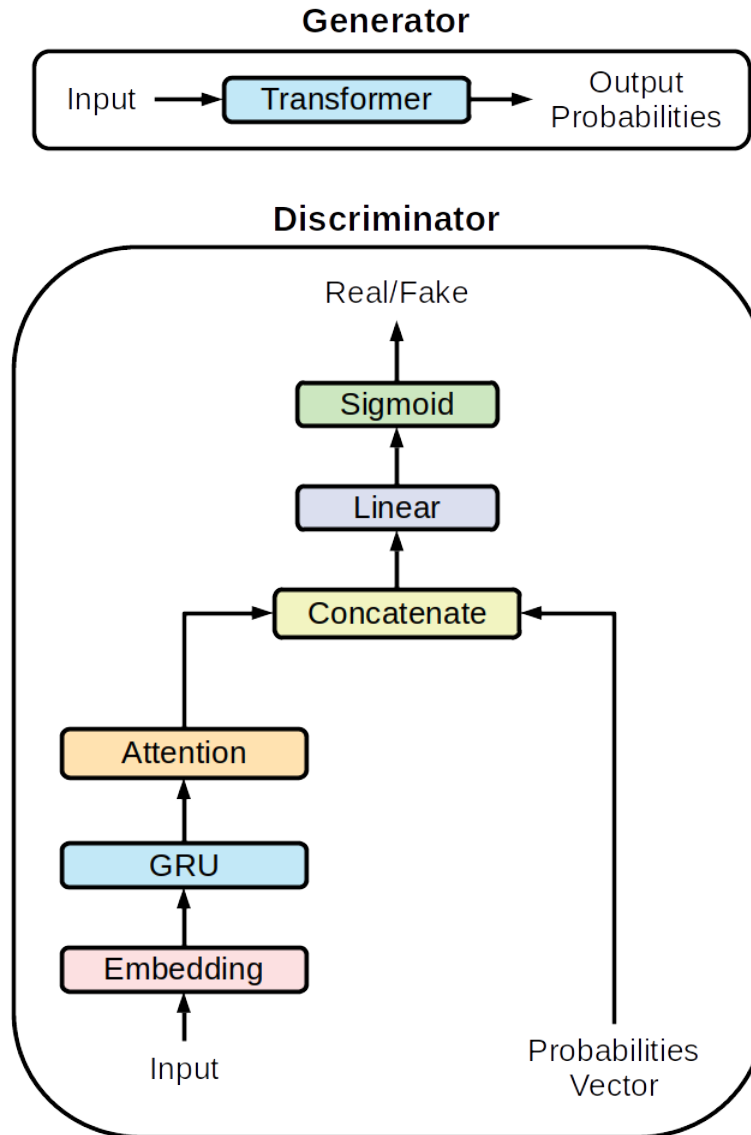 Generator
Input
Transformer
Output
Probabilities
Discriminator
Real/Fake
Sigmoid
Linear
Concatenate
Attention
GRU
Embedding
Input
Probabilities
Vector